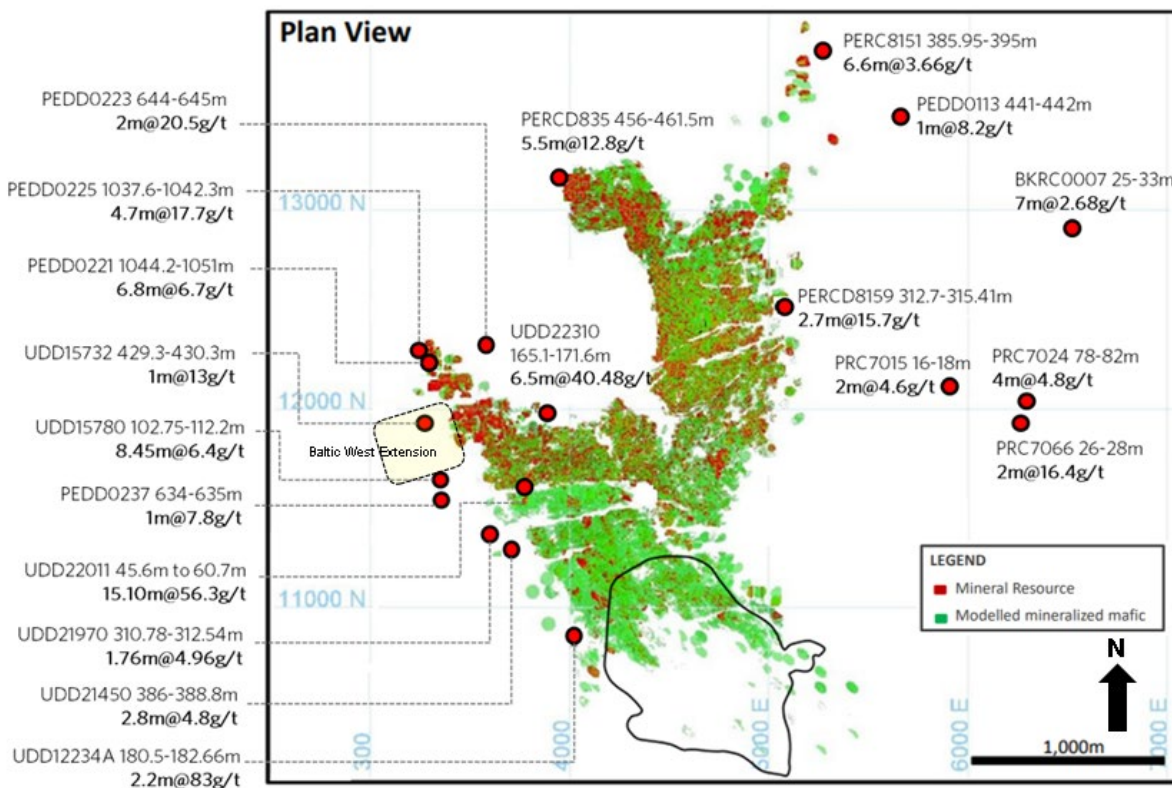 Plan View
PERC8151 385.95-395m
6.6m@3.66g/t
PEDD0223 644-645m
2m@20.5g/t
PERCD835 456-461.5m
5.5m@12.8g/t
PEDD0113 441-442m
1m@8.2g/t
BKRC0007 25-33m
7m@2.68g/t
PEDD0225 1037.6-1042.3m
4.7m@17.7g/t
13000 N
PEDD0221 1044.2-1051m
6.8m@6.7g/t
PERCD8159 312.7-315.41m
2.7m@15.7g/t
UDD22310
165.1-171.6m
6.5m@40.48g/t
UDD15732 429.3-430.3m
1m@13g/t
PRC7015 16-18m
2m@4.6g/t
PRC7024 78-82m
4m@4.8g/t
12000 N
UDD15780 102.75-112.2m
8.45m@6.4g/t
Baltic West Extension
PRC7066 26-28m
2m@16.4g/t
PEDD0237 634-635m
1m@7.8g/t
UDD22011 45.6m to 60.7m
15.10m@56.3g/t
LEGEND
Mineral Resource
Modelled mineralized mafic
11000 N
UDD21970 310.78-312.54m
1.76m@4.96g/t
N
UDD21450 386-388.8m
2.8m@4.8g/t
UDD12234A 180.5-182.66m
2.2m@83g/t
300
4000
6000 E
7000 E
1,000m